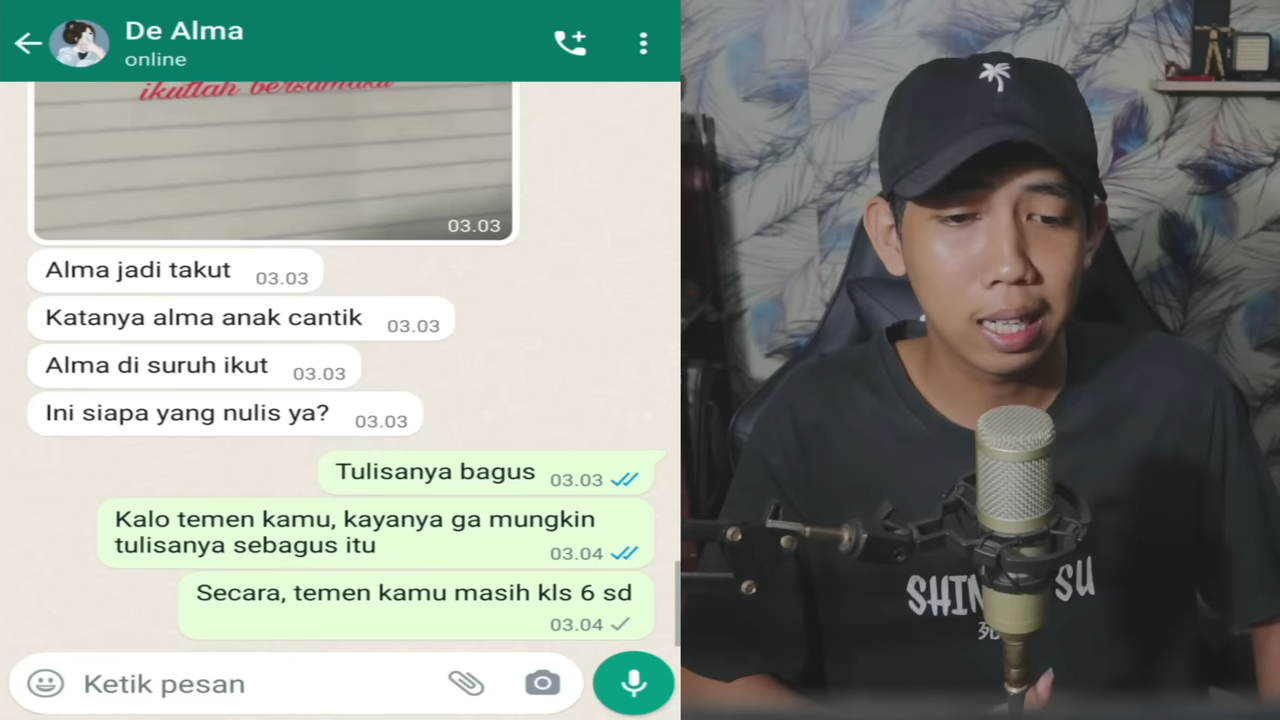 De Alma
online
ikutlah bersamaku
03.03
Alma jadi takut 03.03
Katanya alma anak cantik 03.03
Alma di suruh ikut 03.03
Ini siapa yang nulis ya? 03.03
Tulisanya bagus 03.03
Kalo temen kamu, kayanya ga mungkin
tulisanya sebagus itu 03.04
Secara, temen kamu masih kls 6 sd
03.04
Ketik pesan
SU